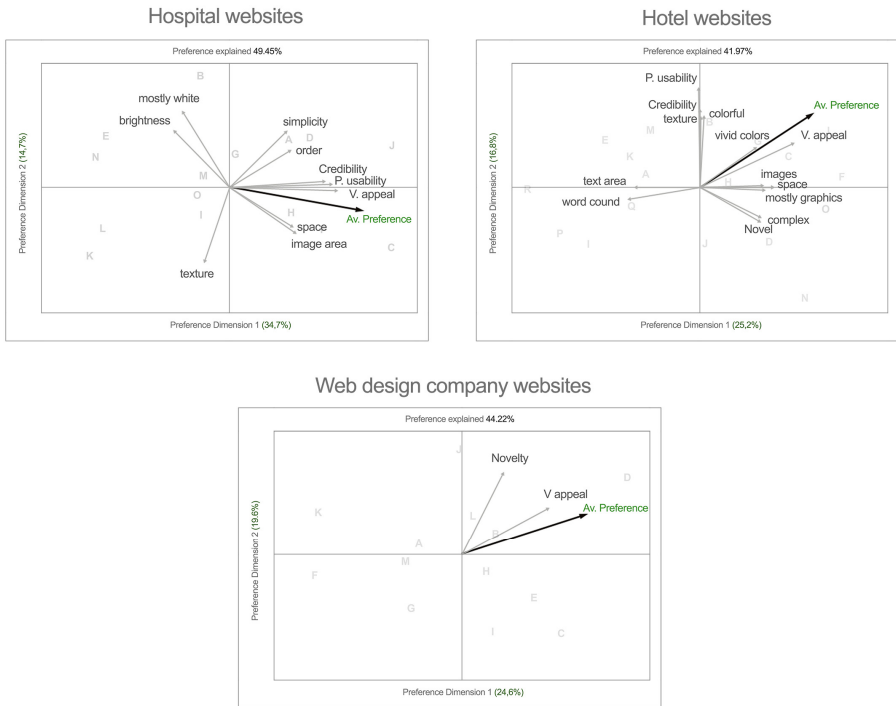 Hospital websites
Preference explained 49.45%
B
mostly white
brightness
simplicity
E
A
D
J
G
order
N
Credibility
M
P. usability
O
V. appeal
I
H
Av. Preference
L
space
image area
C
K
texture
Preference Dimension 2 (14,7%)
Preference Dimension 1 (34,7%)
Hotel websites
Preference explained 41.97%
P. usability
Credibility
Av. Preference
texture
B
colorful
M
vivid colors
V. appeal
E
K
C
A
images
F
text area
H
space
R
mostly graphics
word cound
Q
O
complex
Novel
P
I
J
D
N
Preference Dimension 2 (16,8%)
Preference Dimension 1 (25,2%)
Web design company websites
Preference explained 44.22%
J
Novelty
D
V appeal
Av. Preference
K
L
B
A
M
F
H
E
G
I
C
Preference Dimension 2 (19.6%)
Preference Dimension 1 (24,6%)